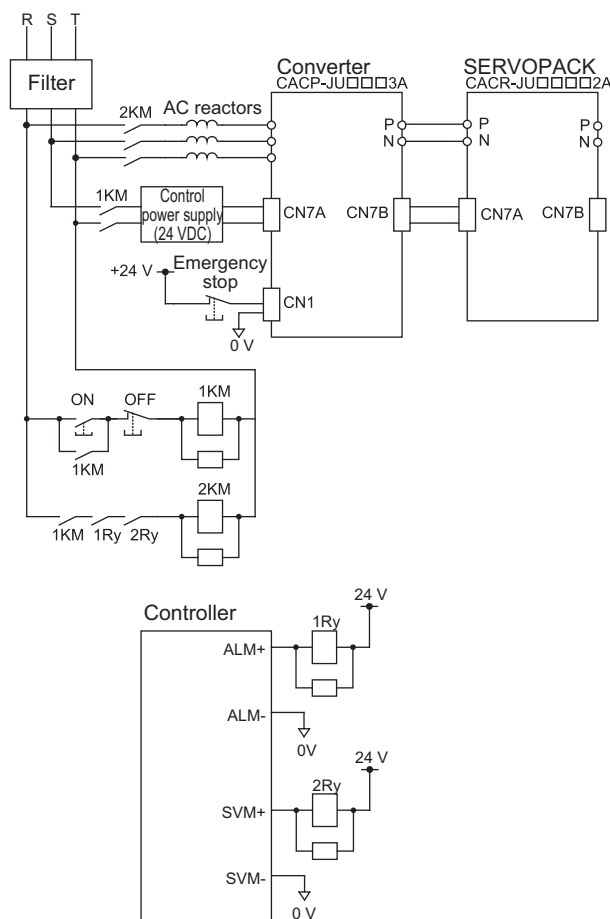 R S T
Filter
2KM
AC reactors
Converter
CACP-JU□□□3A
SERVOPACK
CACR-JU□□□□2A
P
N
P
N
P
N
1KM
Control
power supply
(24 VDC)
CN7A
CN7B
CN7A
CN7B
+24 V
Emergency
stop
CN1
0 V
ON
OFF
1KM
1KM
2KM
1KM
1Ry
2Ry
Controller
24 V
1Ry
ALM+
ALM-
0V
24 V
2Ry
SVM+
SVM-
0 V